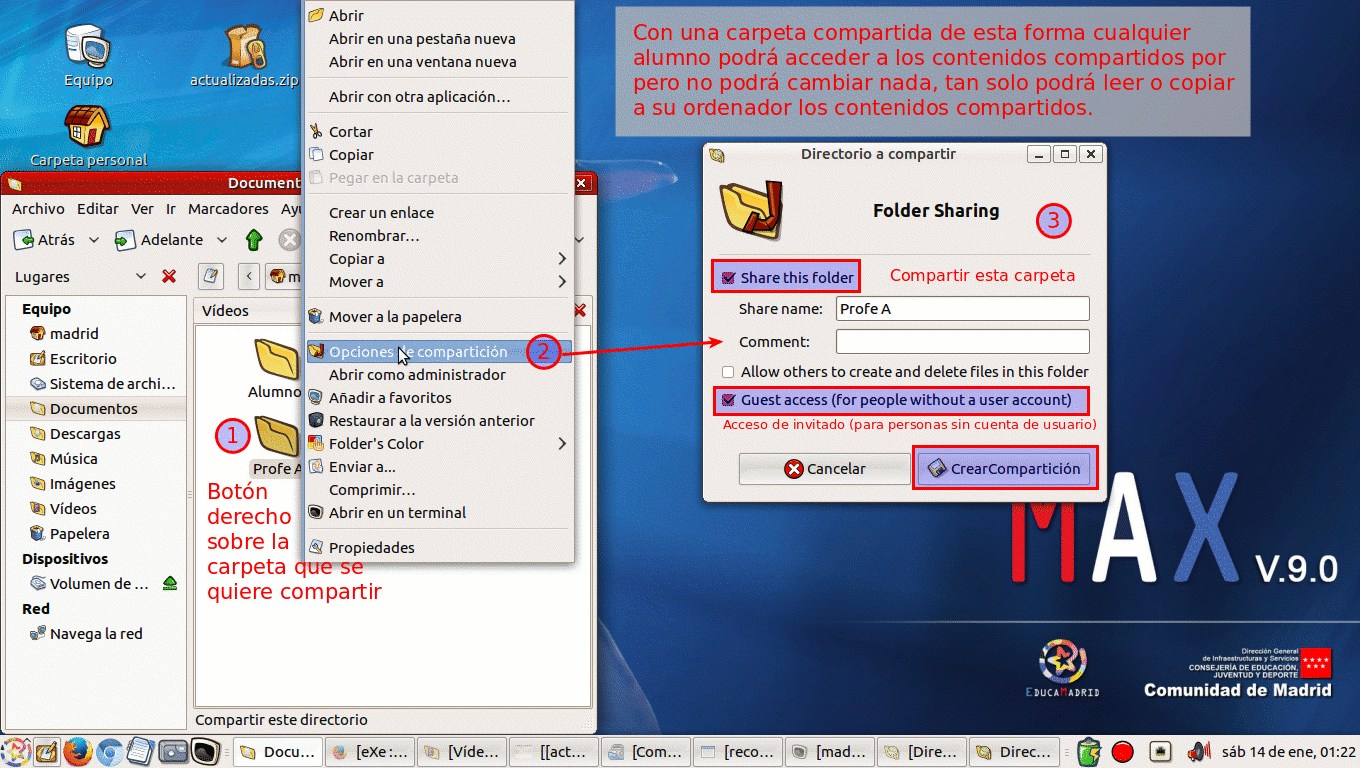 Equipo
actualizadas.zip
Carpeta personal
Con una carpeta compartida de esta forma cualquier
alumno podrá acceder a los contenidos compartidos por
pero no podrá cambiar nada, tan solo podrá leer o copiar
a su ordenador los contenidos compartidos.
Document
Archivo Editar Ver Ir Marcadores Ayu
Atrás Adelante
Lugares
m
Equipo
madrid
Escritorio
Sistema de archi...
Documentos
Descargas
Música
Imágenes
Vídeos
Papelera
Dispositivos
Volumen de ...
Red
Navega la red
Vídeos
Alumno
1
Profe A
Botón
derecho
sobre la
carpeta que se
quiere compartir
Compartir este directorio
Abrir
Abrir en una pestaña nueva
Abrir en una ventana nueva
Abrir con otra aplicación...
Cortar
Copiar
Pegar en la carpeta
Crear un enlace
Renombrar...
Copiar a
Mover a
Mover a la papelera
Opciones de compartición
2
Abrir como administrador
Añadir a favoritos
Restaurar a la versión anterior
Folder's Color
Enviar a...
Comprimir...
Abrir en un terminal
Propiedades
Directorio a compartir
Folder Sharing
3
Share this folder
Compartir esta carpeta
Share name: Profe A
Comment:
Allow others to create and delete files in this folder
Guest access (for people without a user account)
Acceso de invitado (para personas sin cuenta de usuario)
Cancelar
CrearCompartición
MAX
V.9.0
EDUCAMADRID
Dirección General
de Infraestructuras y Servicios
CONSEJERÍA DE EDUCACIÓN,
JUVENTUD Y DEPORTE
Comunidad de Madrid
Docu...
[eXe:...
[Víde...
[[act...
[Com...
[reco...
[mad...
[Dire...
Direc...
sáb 14 de ene, 01:22